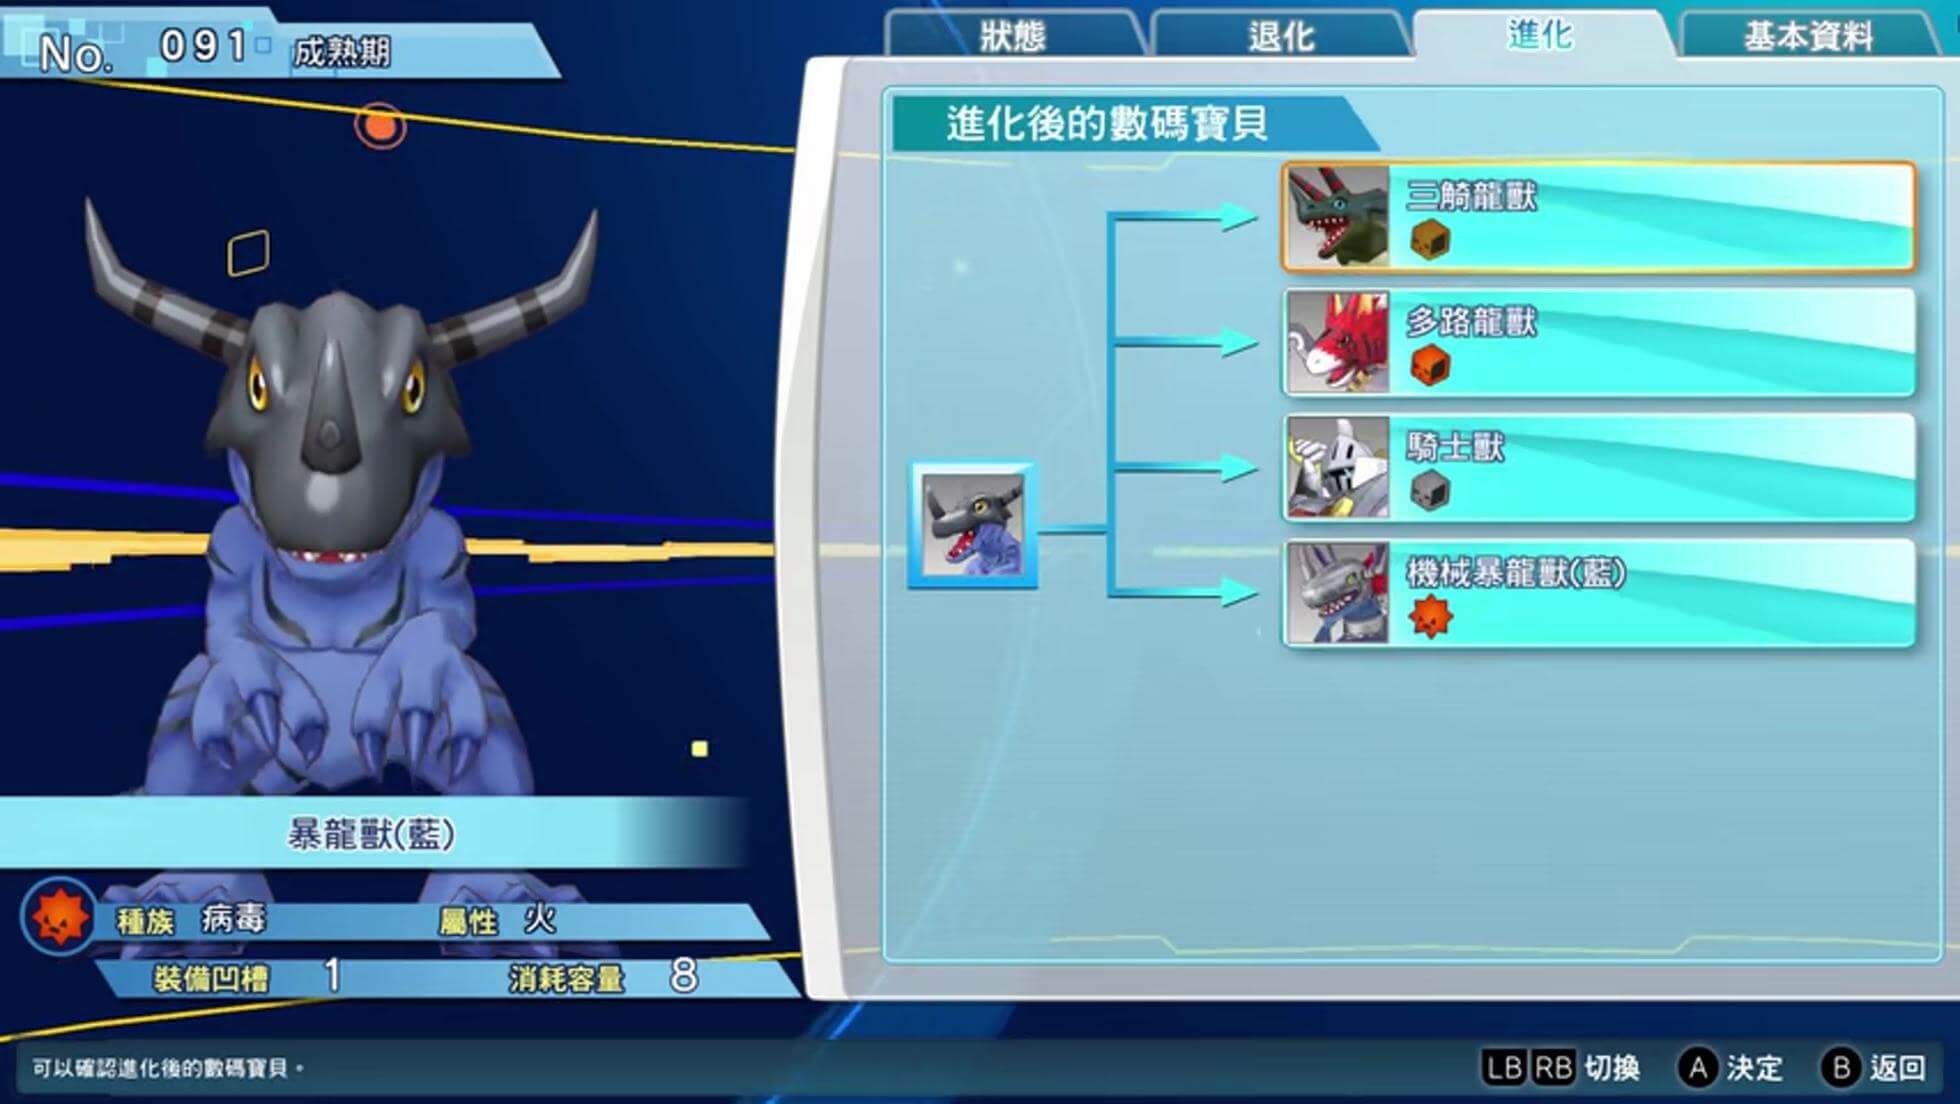 No. 091 成熟期
狀態 退化 進化 基本資料
進化後的數碼寶貝
三觭龍獸
多路龍獸
騎士獸
機械暴龍獸(藍)
暴龍獸(藍)
種族 病毒 屬性 火
裝備凹槽 1 消耗容量 8
可以確認進化後的數碼寶貝。
LB RB 切換 A 決定 B 返回